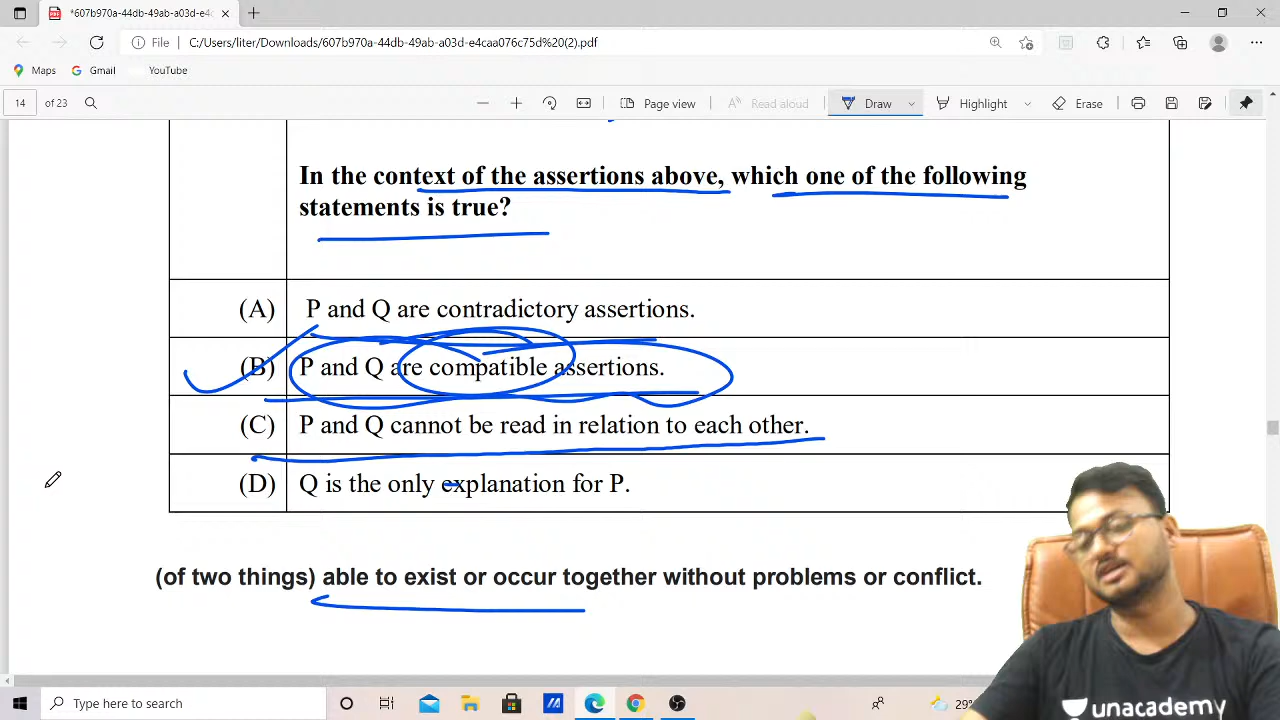 *607b970a-44db-49ab-a03d-e4c
File
C:/Users/liter/Downloads/607b970a-44db-49ab-a03d-e4caa076c75d%20(2).pdf
Maps
Gmail
YouTube
14 of 23
Page view
Read aloud
Draw
Highlight
Erase
In the context of the assertions above, which one of the following
statements is true?
(A) P and Q are contradictory assertions.
(B) P and Q are compatible assertions.
(C) P and Q cannot be read in relation to each other.
(D) Q is the only explanation for P.
(of two things) able to exist or occur together without problems or conflict.
unacademy
Type here to search
29°